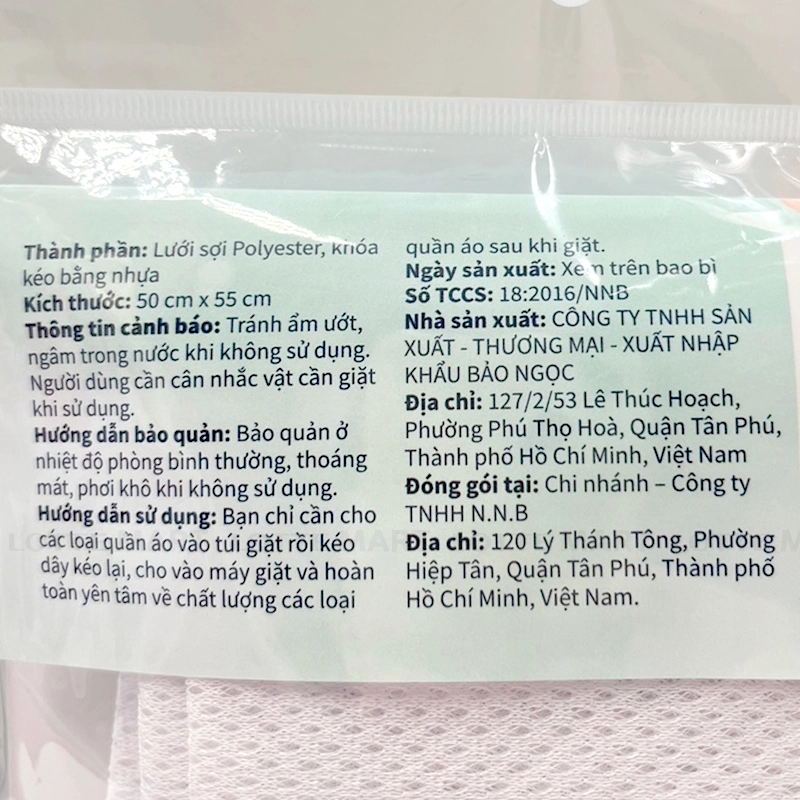 Thành phần: Lưới sợi Polyester, khóa
kéo bằng nhựa
Kích thước: 50 cm x 55 cm
Thông tin cảnh báo: Tránh ẩm ướt,
ngâm trong nước khi không sử dụng.
Người dùng cần cân nhắc vật cần giặt
khi sử dụng.
Hướng dẫn bảo quản: Bảo quản ở
nhiệt độ phòng bình thường, thoáng
mát, phơi khô khi không sử dụng.
Hướng dẫn sử dụng: Bạn chỉ cần cho
các loại quần áo vào túi giặt rồi kéo
dây kéo lại, cho vào máy giặt và hoàn
toàn yên tâm về chất lượng các loại
quần áo sau khi giặt.
Ngày sản xuất: Xem trên bao bì
Số TCCS: 18:2016/NNB
Nhà sản xuất: CÔNG TY TNHH SẢN
XUẤT - THƯƠNG MẠI - XUẤT NHẬP
KHẨU BẢO NGỌC
Địa chỉ: 127/2/53 Lê Thúc Hoạch,
Phường Phú Thọ Hoà, Quận Tân Phú,
Thành phố Hồ Chí Minh, Việt Nam
Đóng gói tại: Chi nhánh – Công ty
TNHH N.N.B
Địa chỉ: 120 Lý Thánh Tông, Phường
Hiệp Tân, Quận Tân Phú, Thành phố
Hồ Chí Minh, Việt Nam.